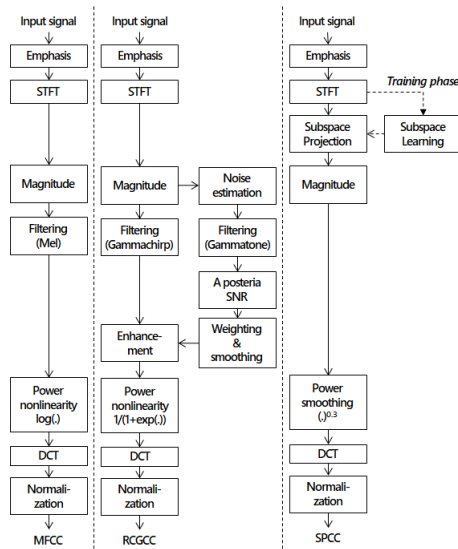 Input signal
Emphasis
STFT
Magnitude
Filtering
(Mel)
Power
nonlinearity
log(.)
DCT
Normali-
zation
MFCC
Input signal
Emphasis
STFT
Magnitude
Noise
estimation
Filtering
(Gammachirp)
Filtering
(Gammatone)
A posteria
SNR
Weighting
&
smoothing
Enhance-
ment
Power
nonlinearity
1/(1+exp(.))
DCT
Normali-
zation
RCGCC
Input signal
Emphasis
Training phase
STFT
Subspace
Projection
Subspace
Learning
Magnitude
Power
smoothing
(.)^0.3
DCT
Normali-
zation
SPCC